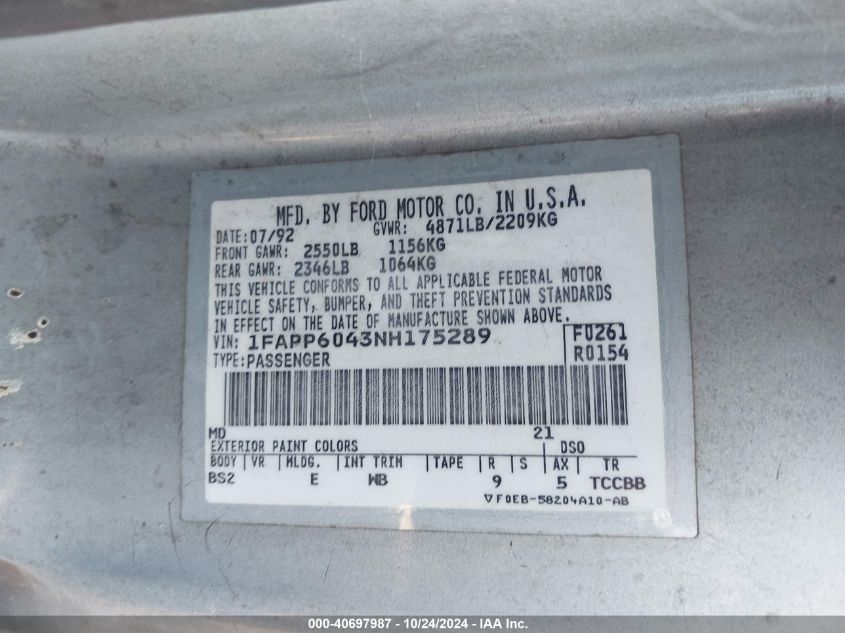 MFD. BY FORD MOTOR CO. IN U.S.A.
DATE: 07/92 GVWR: 4871LB/2209KG
FRONT GAWR: 2550LB 1156KG
REAR GAWR: 2346LB 1064KG
THIS VEHICLE CONFORMS TO ALL APPLICABLE FEDERAL MOTOR
VEHICLE SAFETY, BUMPER, AND THEFT PREVENTION STANDARDS
IN EFFECT ON THE DATE OF MANUFACTURE SHOWN ABOVE.
VIN: 1FAPP6043NH175289 F0261
TYPE: PASSENGER R0154
MD 21
EXTERIOR PAINT COLORS DSO
BODY VR MLDG. INT TRIM TAPE R S AX TR
BS2 E WB 9 5 TCCBB
▽F0EB-58204A10-AB
000-40697987 - 10/24/2024 - IAA Inc.